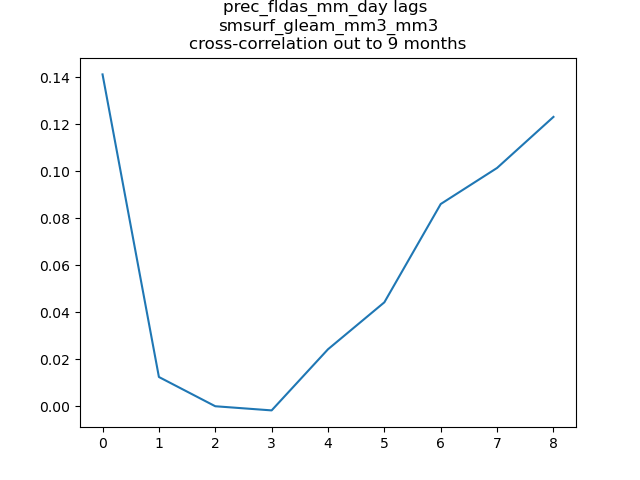 prec_fldas_mm_day lags
smsurf_gleam_mm3_mm3
cross-correlation out to 9 months
0.14
0.12
0.10
0.08
0.06
0.04
0.02
0.00
0 1 2 3 4 5 6 7 8